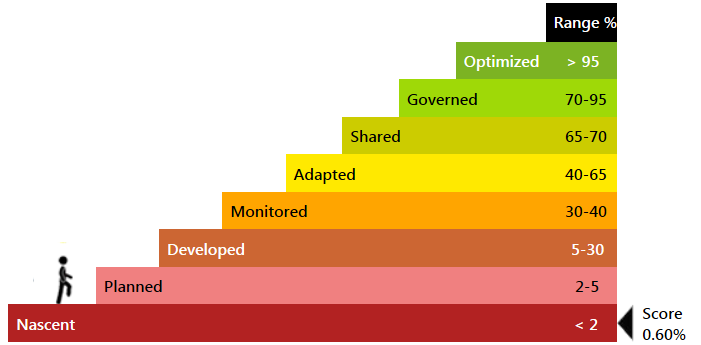 Range %
Optimized > 95
Governed 70-95
Shared 65-70
Adapted 40-65
Monitored 30-40
Developed 5-30
Planned 2-5
Nascent < 2
Score
0.60%